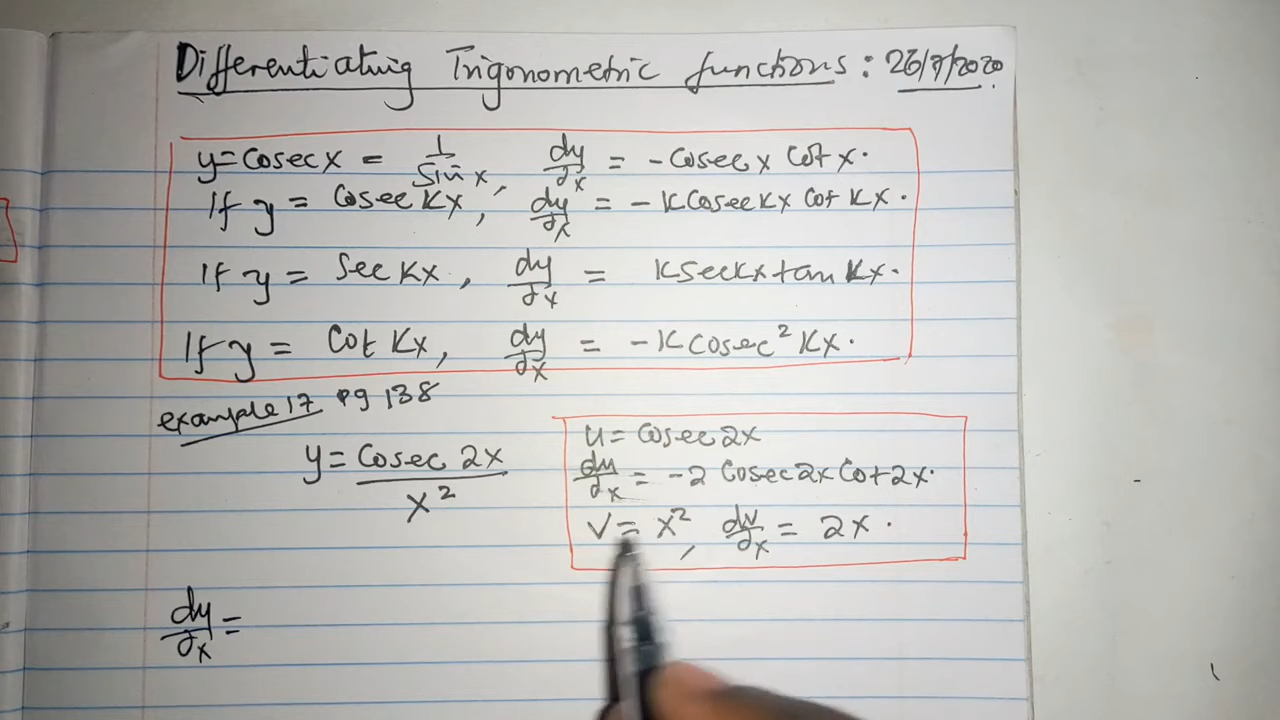 Differentiating Trigonometric functions : 26/7/2020
y=Cosec x = 1/Sin x, dy/dx = -Cosec x Cot x.
If y = Cosec Kx, dy/dx = -K Cosec Kx Cot Kx.
If y = Sec Kx, dy/dx = K Sec Kx tan Kx.
If y = Cot Kx, dy/dx = -K Cosec² Kx.
example 17 pg 138
y = Cosec 2x / x²
u = Cosec 2x
du/dx = -2 Cosec 2x Cot 2x.
V = x², dv/dx = 2x.
dy/dx =